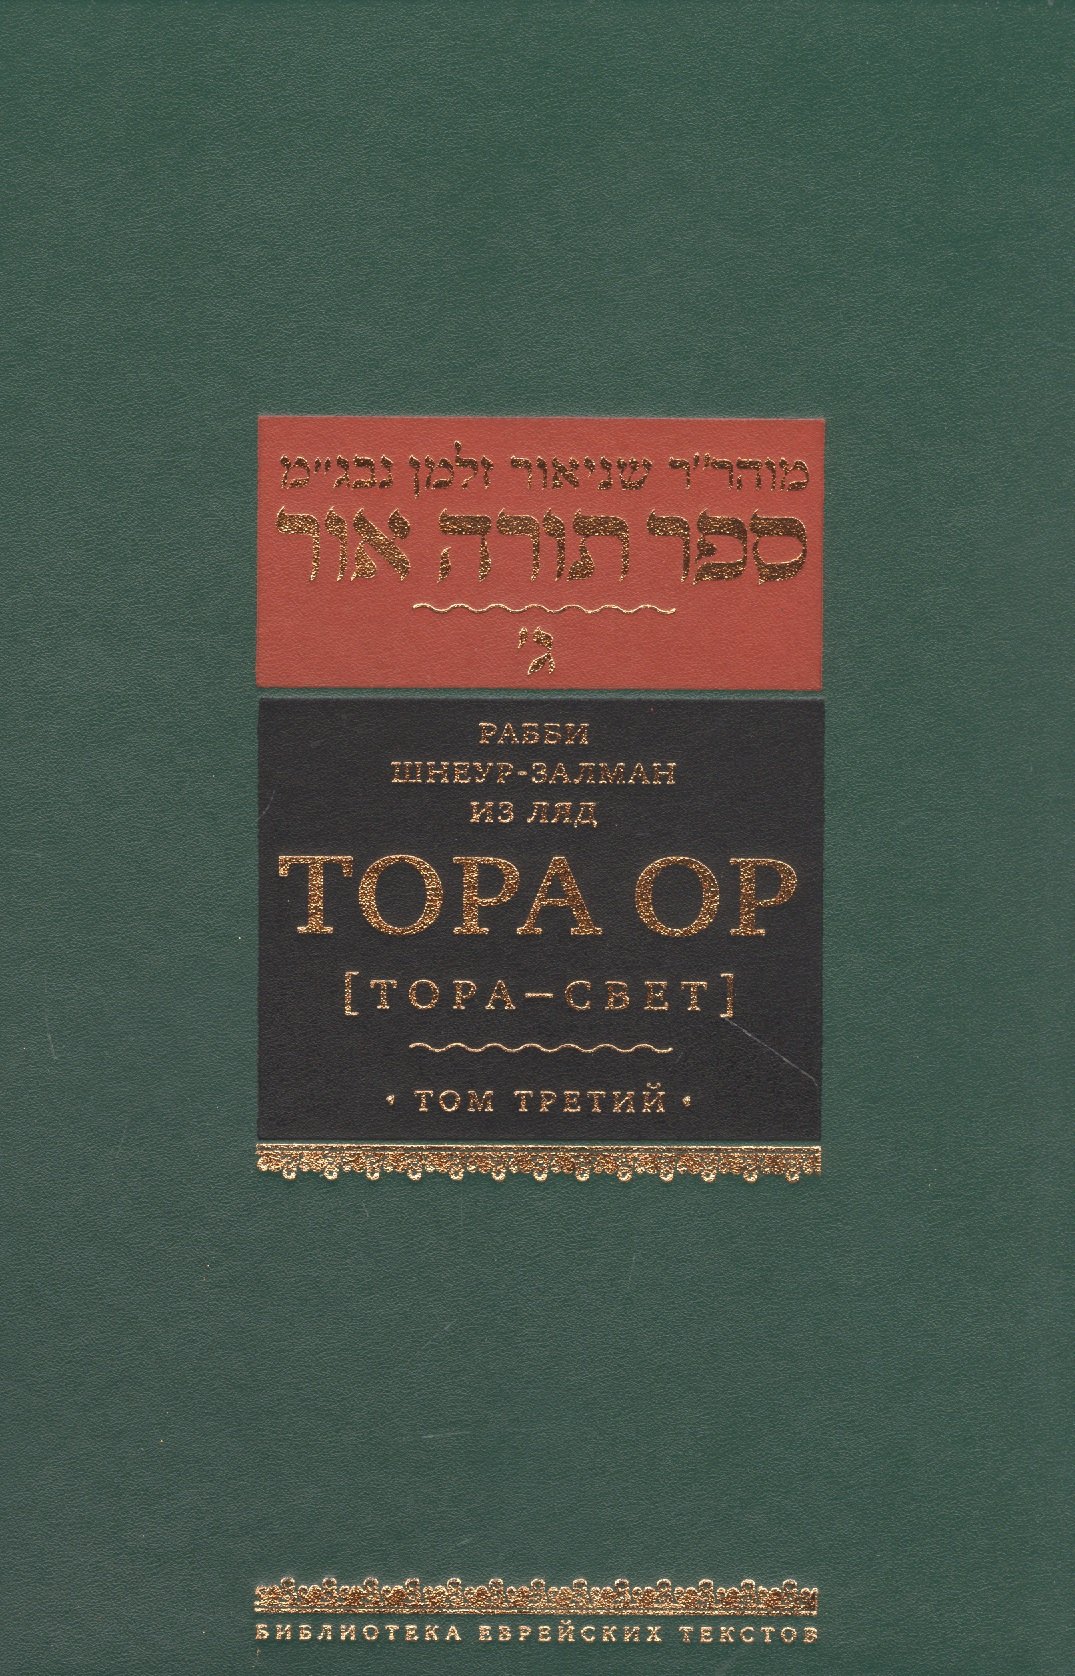 מוהר״ר שניאור זלמן נבג״מ
ספר תורה אור
ג׳
РАББИ
ШНЕУР-ЗАЛМАН
ИЗ ЛЯД
ТОРА ОР
[ТОРА—СВЕТ]
• ТОМ ТРЕТИЙ •
БИБЛИОТЕКА ЕВРЕЙСКИХ ТЕКСТОВ